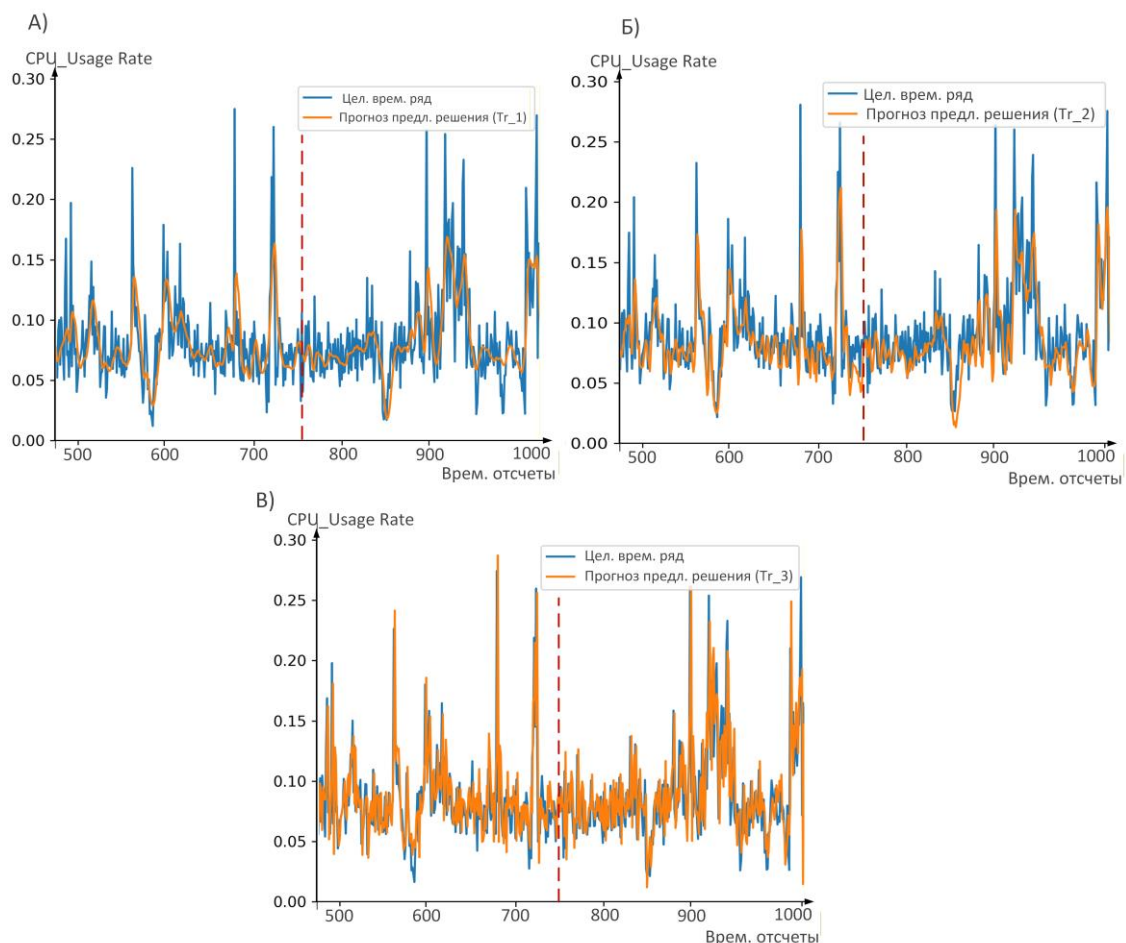 А)
CPU_Usage Rate
0.30
0.25
0.20
0.15
0.10
0.05
0.00
Цел. врем. ряд
Прогноз предл. решения (Tr_1)
500 600 700 800 900 1000
Врем. отсчеты
Б)
CPU_Usage Rate
0.30
0.25
0.20
0.15
0.10
0.05
0.00
Цел. врем. ряд
Прогноз предл. решения (Tr_2)
500 600 700 800 900 1000
Врем. отсчеты
В)
CPU_Usage Rate
0.30
0.25
0.20
0.15
0.10
0.05
0.00
Цел. врем. ряд
Прогноз предл. решения (Tr_3)
500 600 700 800 900 1000
Врем. отсчеты